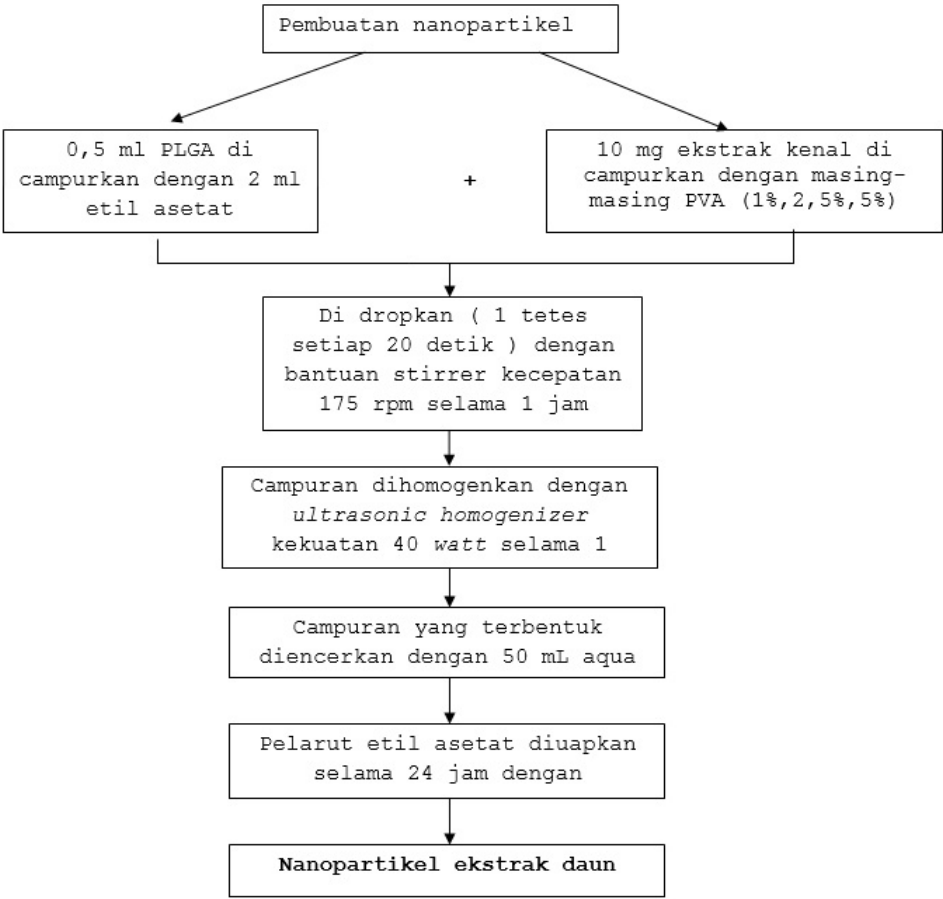 Pembuatan nanopartikel
0,5 ml PLGA di
campurkan dengan 2 ml
etil asetat
+
10 mg ekstrak kenal di
campurkan dengan masing-
masing PVA (1%,2,5%,5%)
Di dropkan ( 1 tetes
setiap 20 detik ) dengan
bantuan stirrer kecepatan
175 rpm selama 1 jam
Campuran dihomogenkan dengan
ultrasonic homogenizer
kekuatan 40 watt selama 1
Campuran yang terbentuk
diencerkan dengan 50 mL aqua
Pelarut etil asetat diuapkan
selama 24 jam dengan
Nanopartikel ekstrak daun